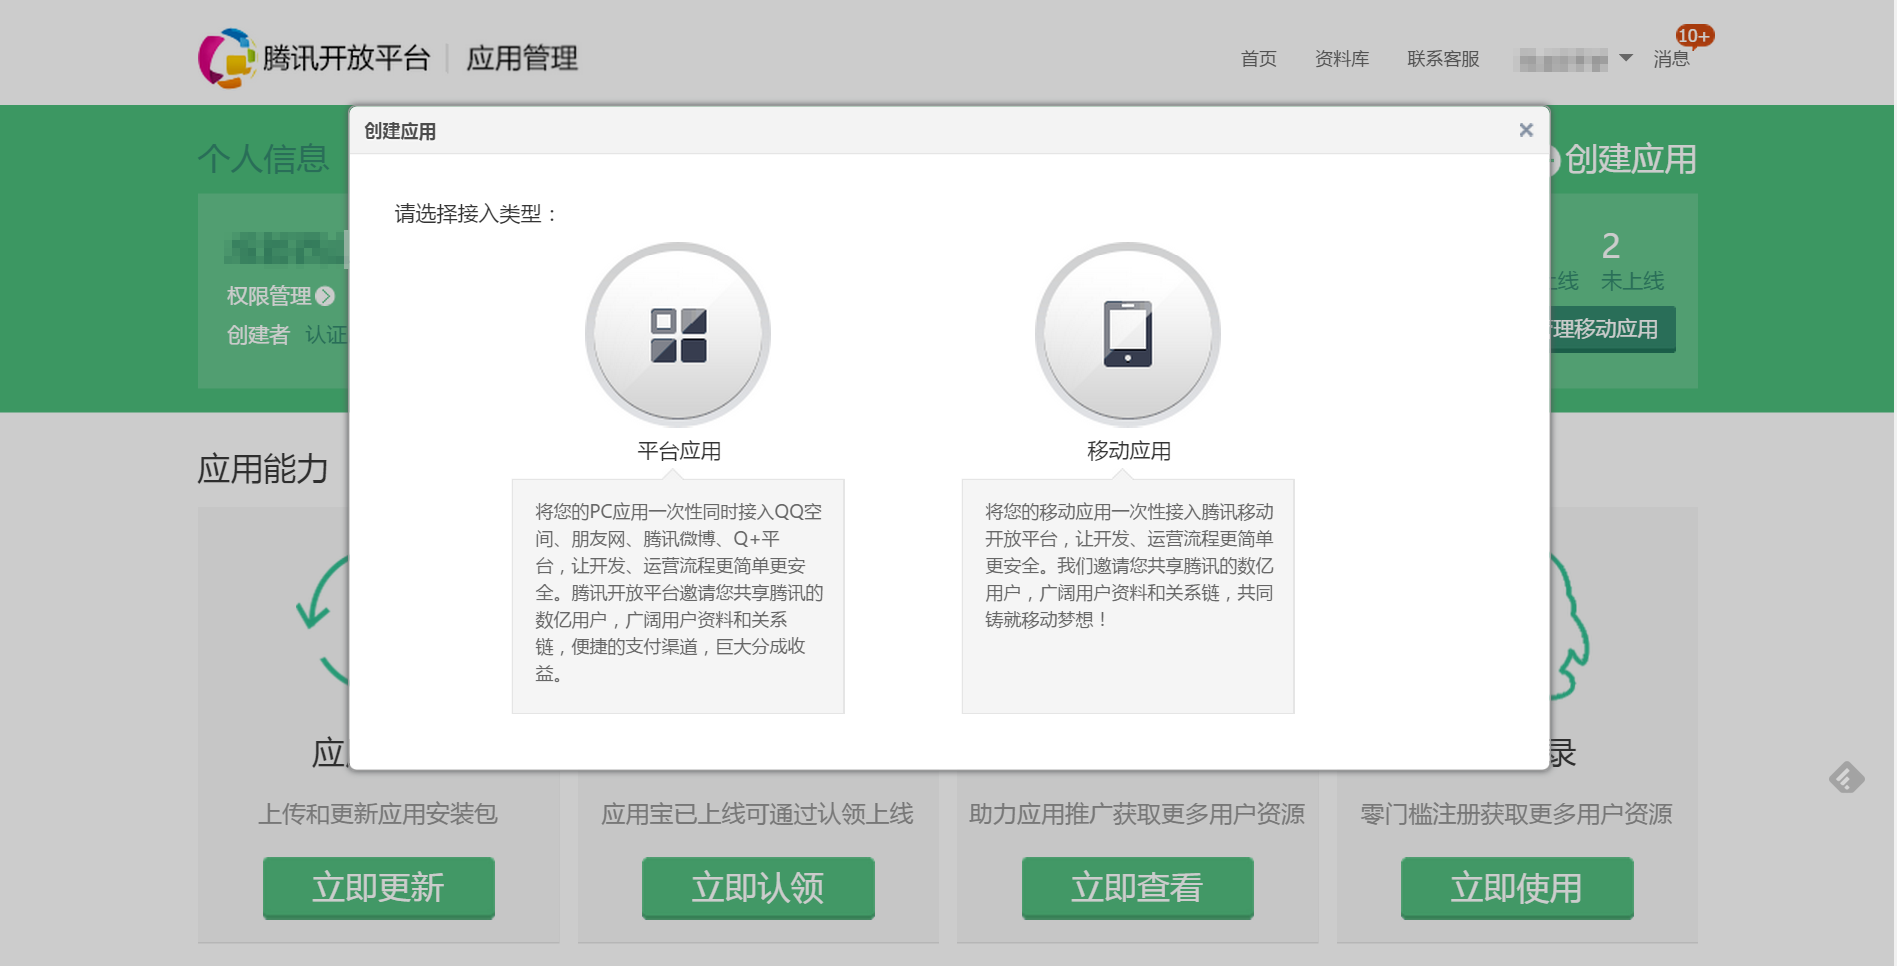 腾讯开放平台 应用管理
首页 资料库 联系客服 消息 10+
个人信息
创建应用
权限管理
创建者 认证
2
上线 未上线
管理移动应用
创建应用
请选择接入类型：
平台应用
将您的PC应用一次性同时接入QQ空
间、朋友网、腾讯微博、Q+平
台，让开发、运营流程更简单更安
全。腾讯开放平台邀请您共享腾讯的
数亿用户，广阔用户资料和关系
链，便捷的支付渠道，巨大分成收
益。
移动应用
将您的移动应用一次性接入腾讯移动
开放平台，让开发、运营流程更简单
更安全。我们邀请您共享腾讯的数亿
用户，广阔用户资料和关系链，共同
铸就移动梦想！
应用能力
应
录
上传和更新应用安装包
应用宝已上线可通过认领上线
助力应用推广获取更多用户资源
零门槛注册获取更多用户资源
立即更新
立即认领
立即查看
立即使用